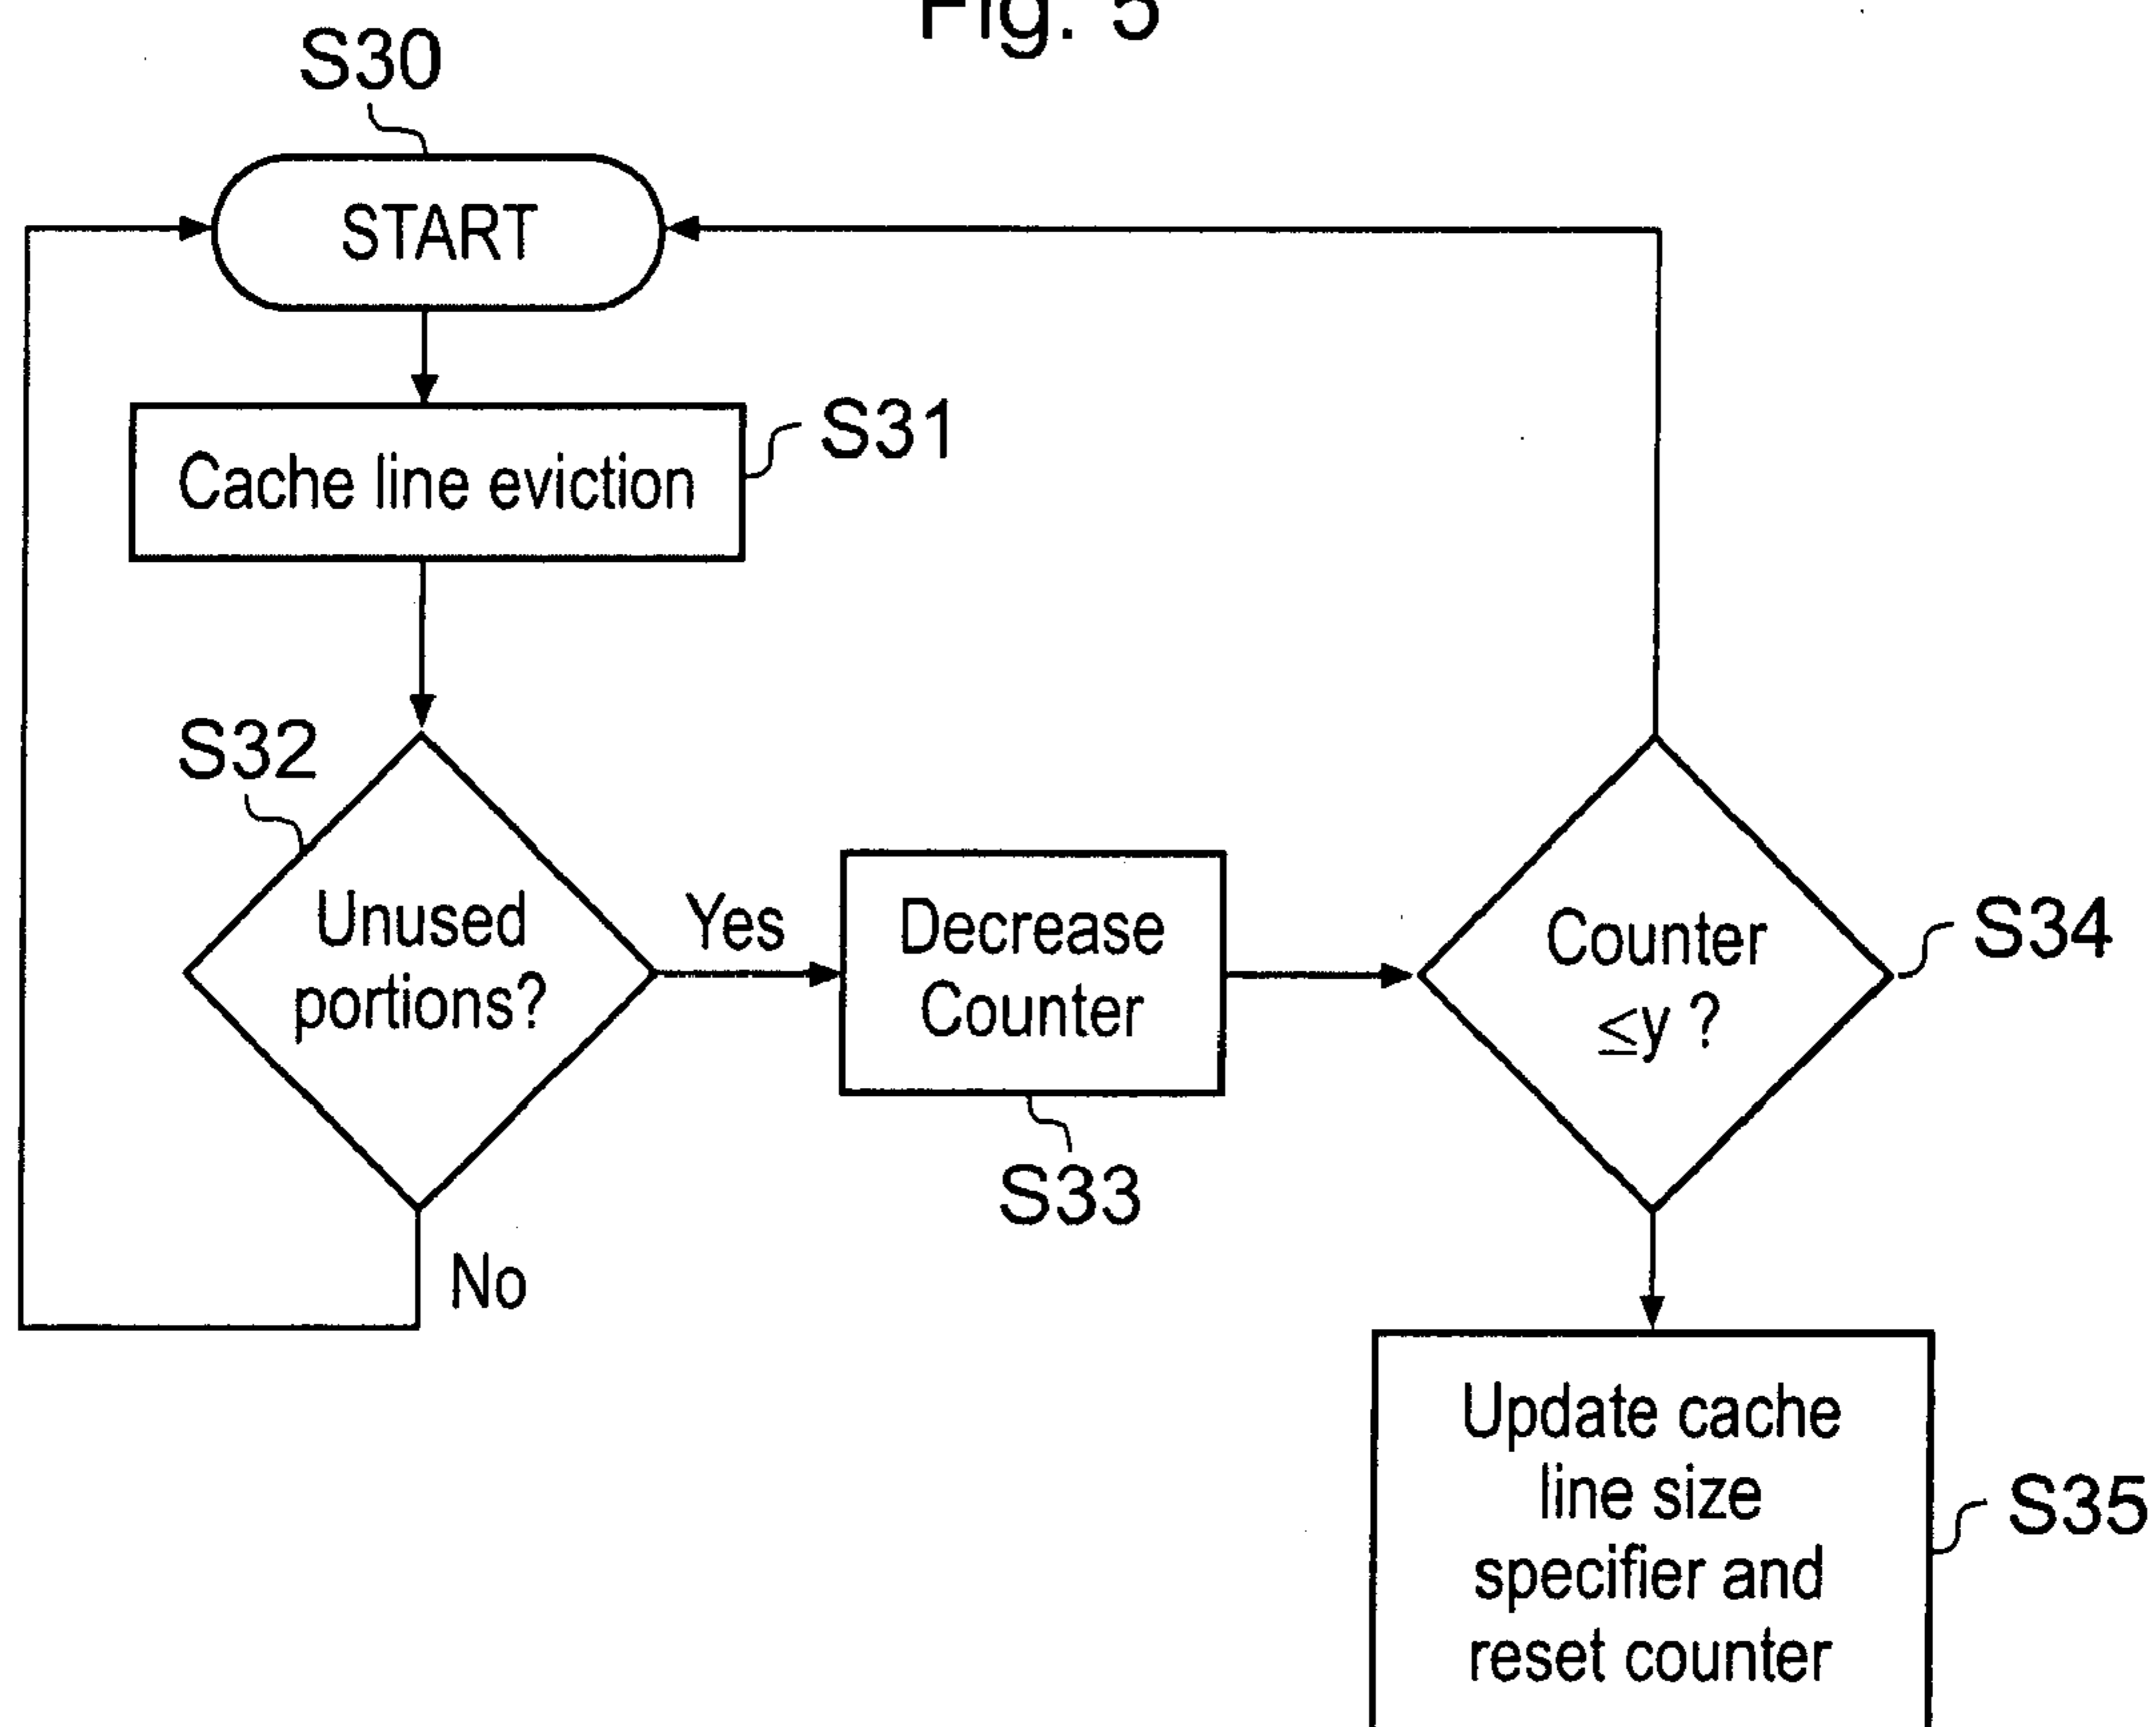 Fig. 5
S30
START
S31
Cache line eviction
S32
Unused
portions?
Yes
No
Decrease
Counter
S33
Counter
≤y ?
S34
Update cache
line size
specifier and
reset counter
S35